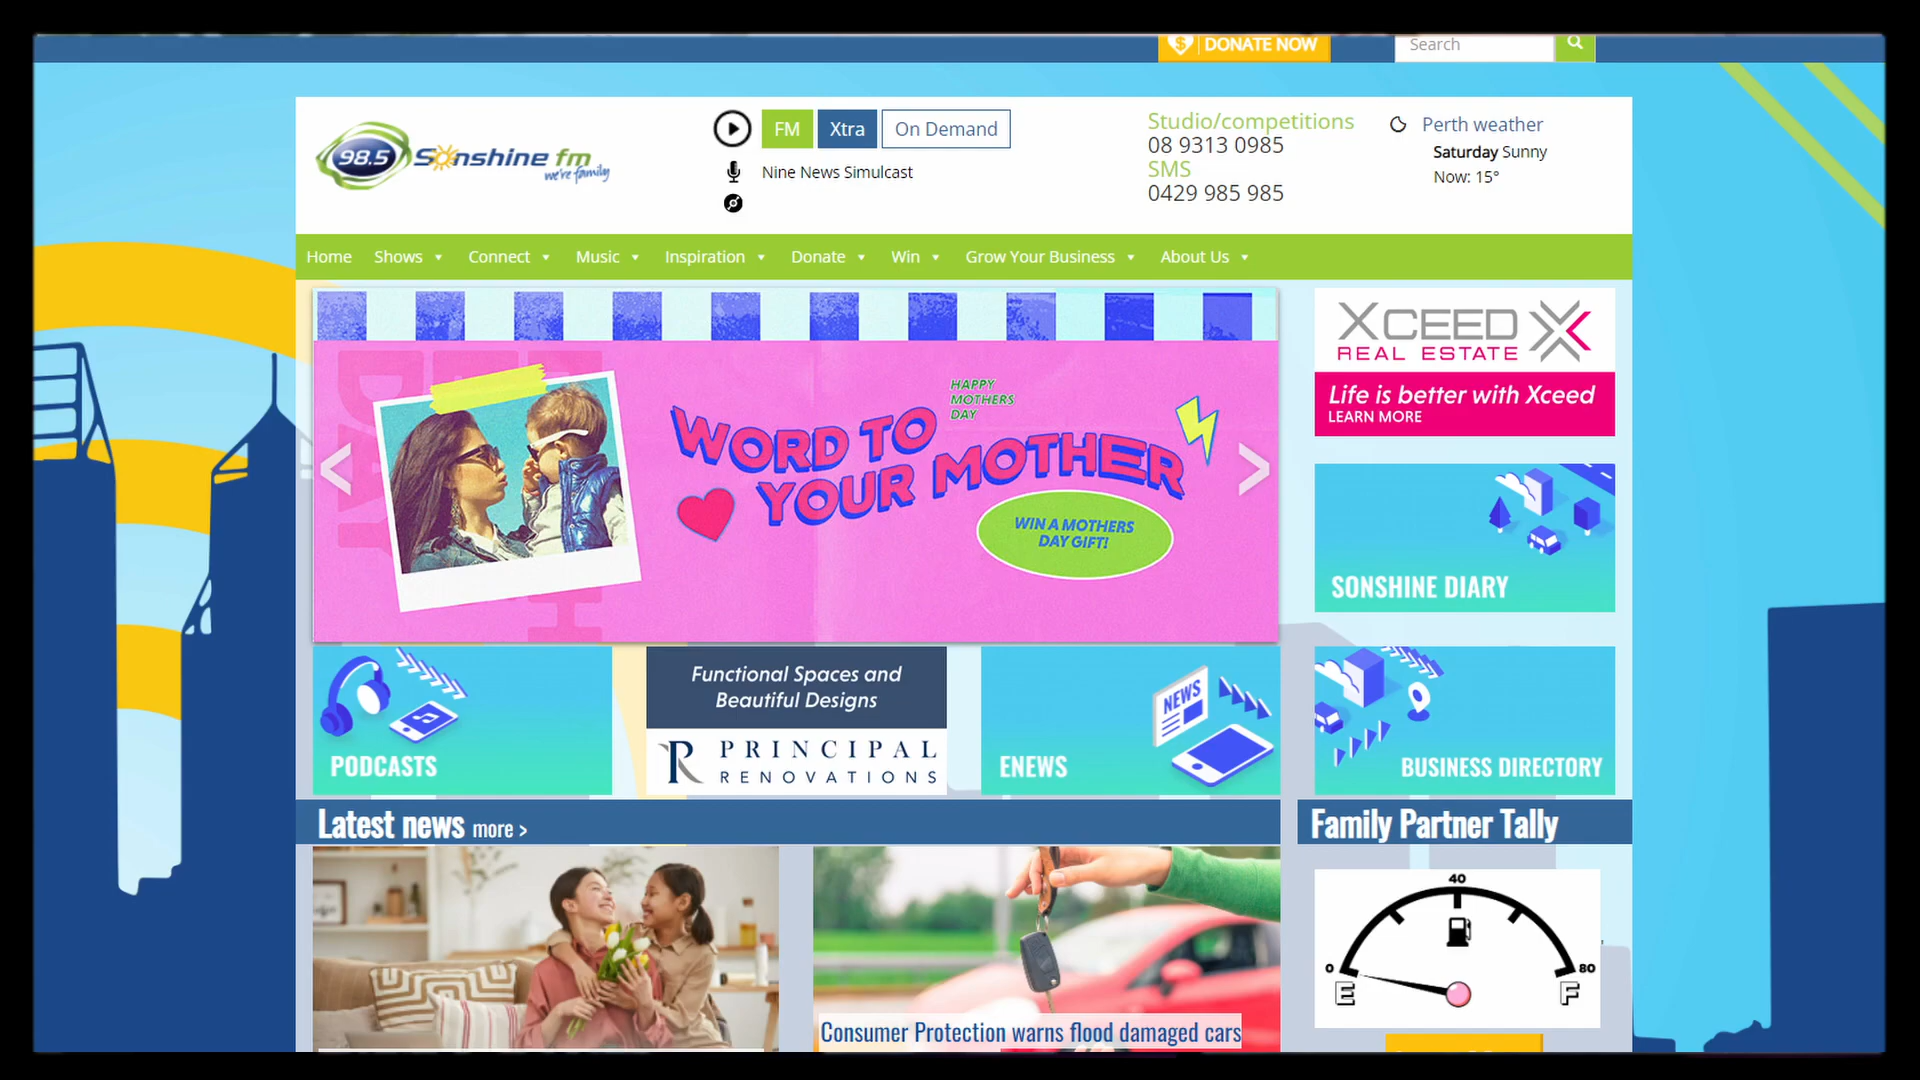 DONATE NOW
Search
98.5 Sonshine fm
we're family
FM
Xtra
On Demand
Nine News Simulcast
Studio/competitions
08 9313 0985
SMS
0429 985 985
Perth weather
Saturday Sunny
Now: 15°
Home
Shows
Connect
Music
Inspiration
Donate
Win
Grow Your Business
About Us
HAPPY
MOTHERS
DAY
WORD TO
YOUR MOTHER
WIN A MOTHERS
DAY GIFT!
XCEED
REAL ESTATE
Life is better with Xceed
LEARN MORE
SONSHINE DIARY
PODCASTS
Functional Spaces and
Beautiful Designs
PRINCIPAL
RENOVATIONS
NEWS
ENEWS
BUSINESS DIRECTORY
Latest news more >
Family Partner Tally
Consumer Protection warns flood damaged cars
40
0
80
E
F